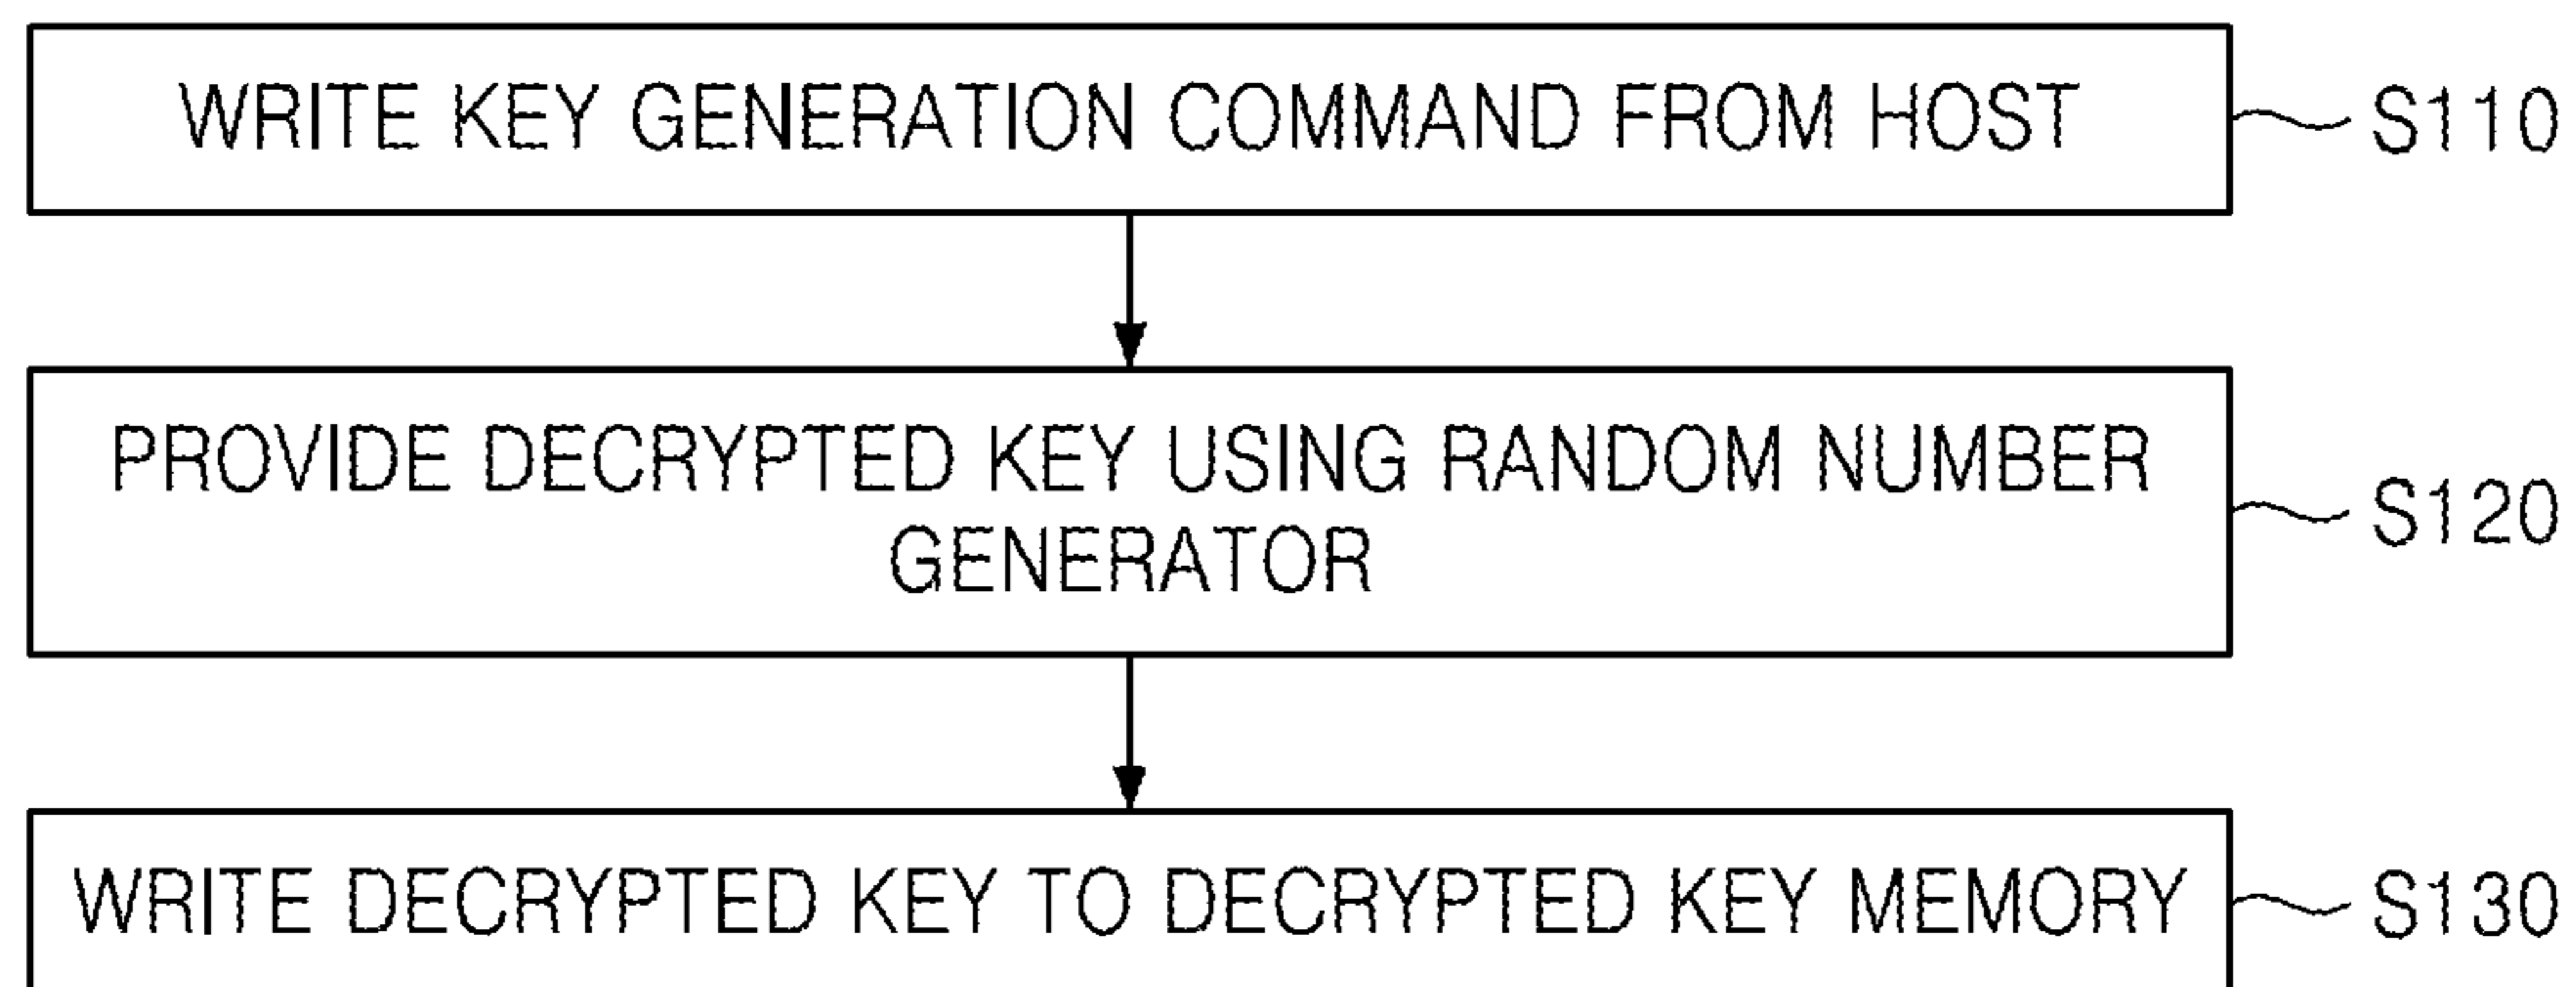 WRITE KEY GENERATION COMMAND FROM HOST
S110
PROVIDE DECRYPTED KEY USING RANDOM NUMBER
GENERATOR
S120
WRITE DECRYPTED KEY TO DECRYPTED KEY MEMORY
S130